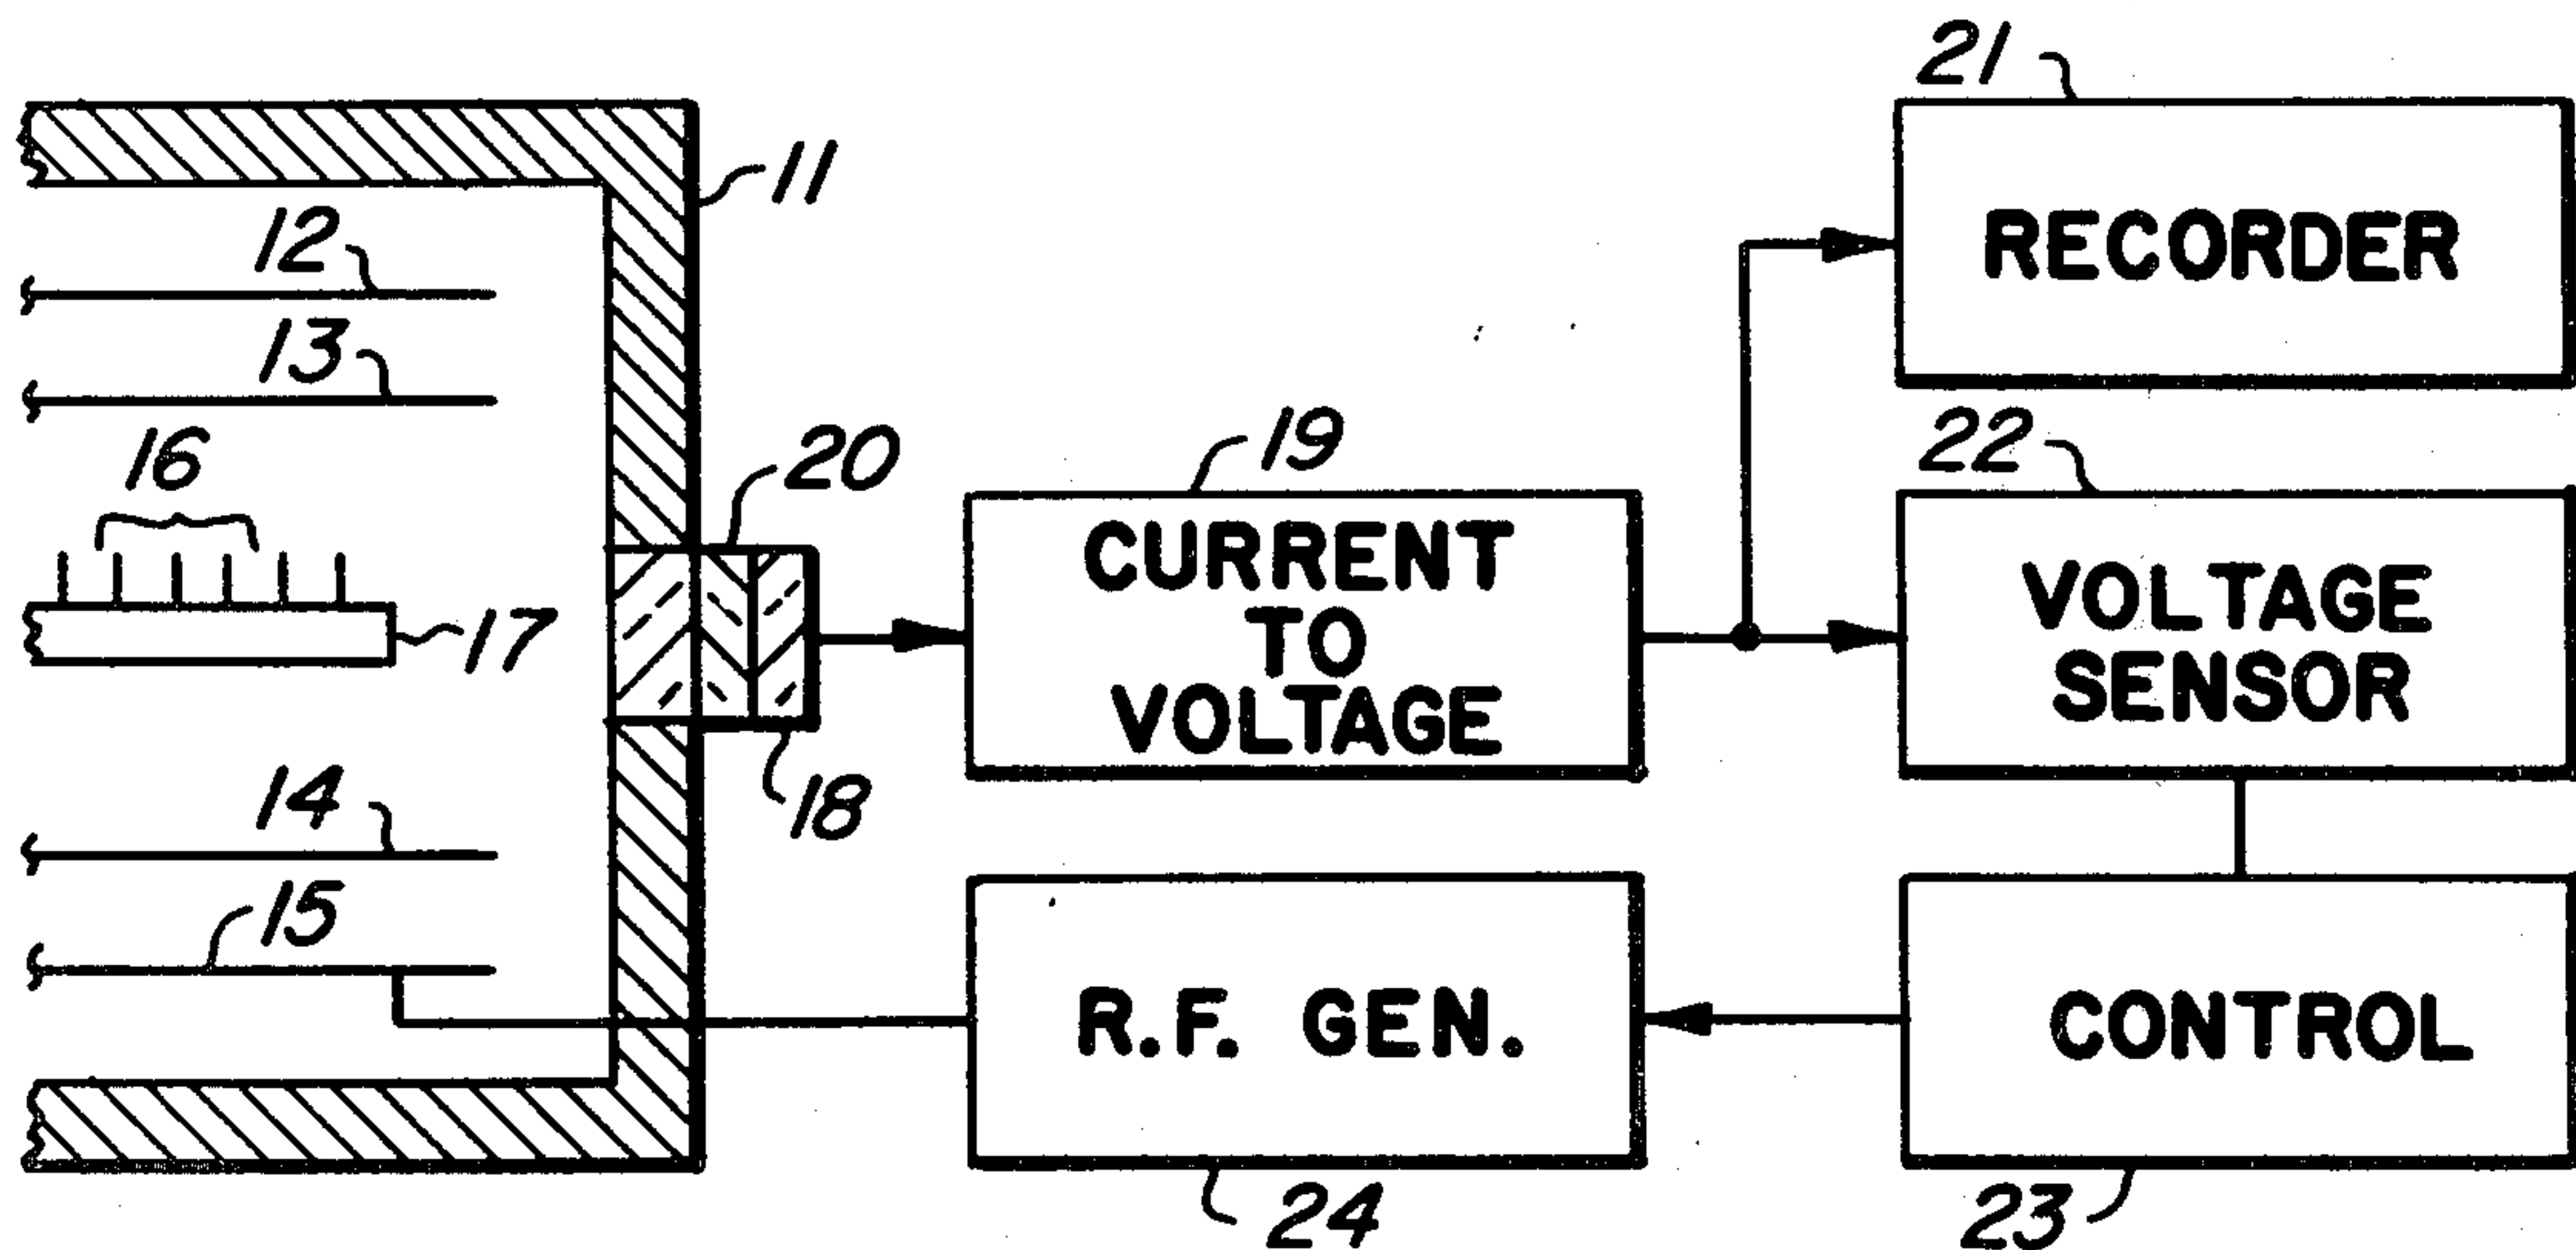 21
11
RECORDER
12
13
20
19
22
16
CURRENT
TO
VOLTAGE
VOLTAGE
SENSOR
17
18
14
15
R.F. GEN.
CONTROL
24
23